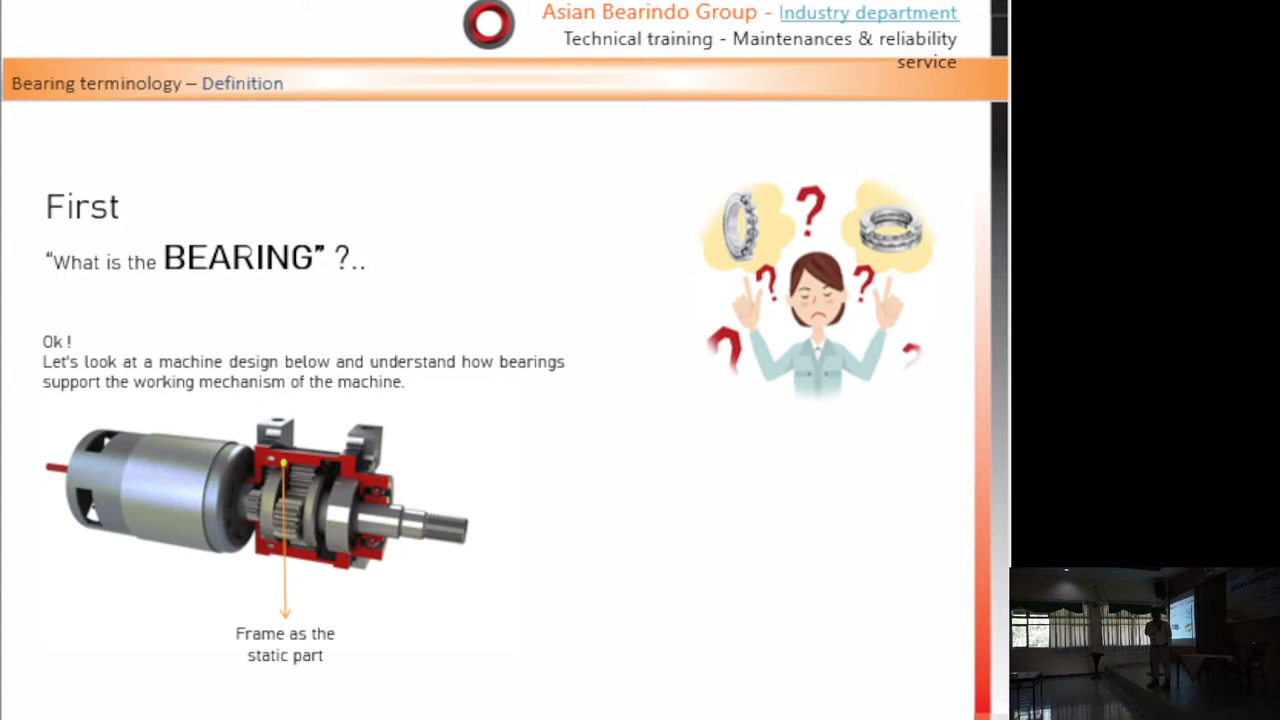 Asian Bearindo Group - Industry department
Technical training - Maintenances & reliability
service
Bearing terminology – Definition
First
“What is the BEARING” ?..
Ok !
Let's look at a machine design below and understand how bearings
support the working mechanism of the machine.
? ? ? ? ?
Frame as the
static part